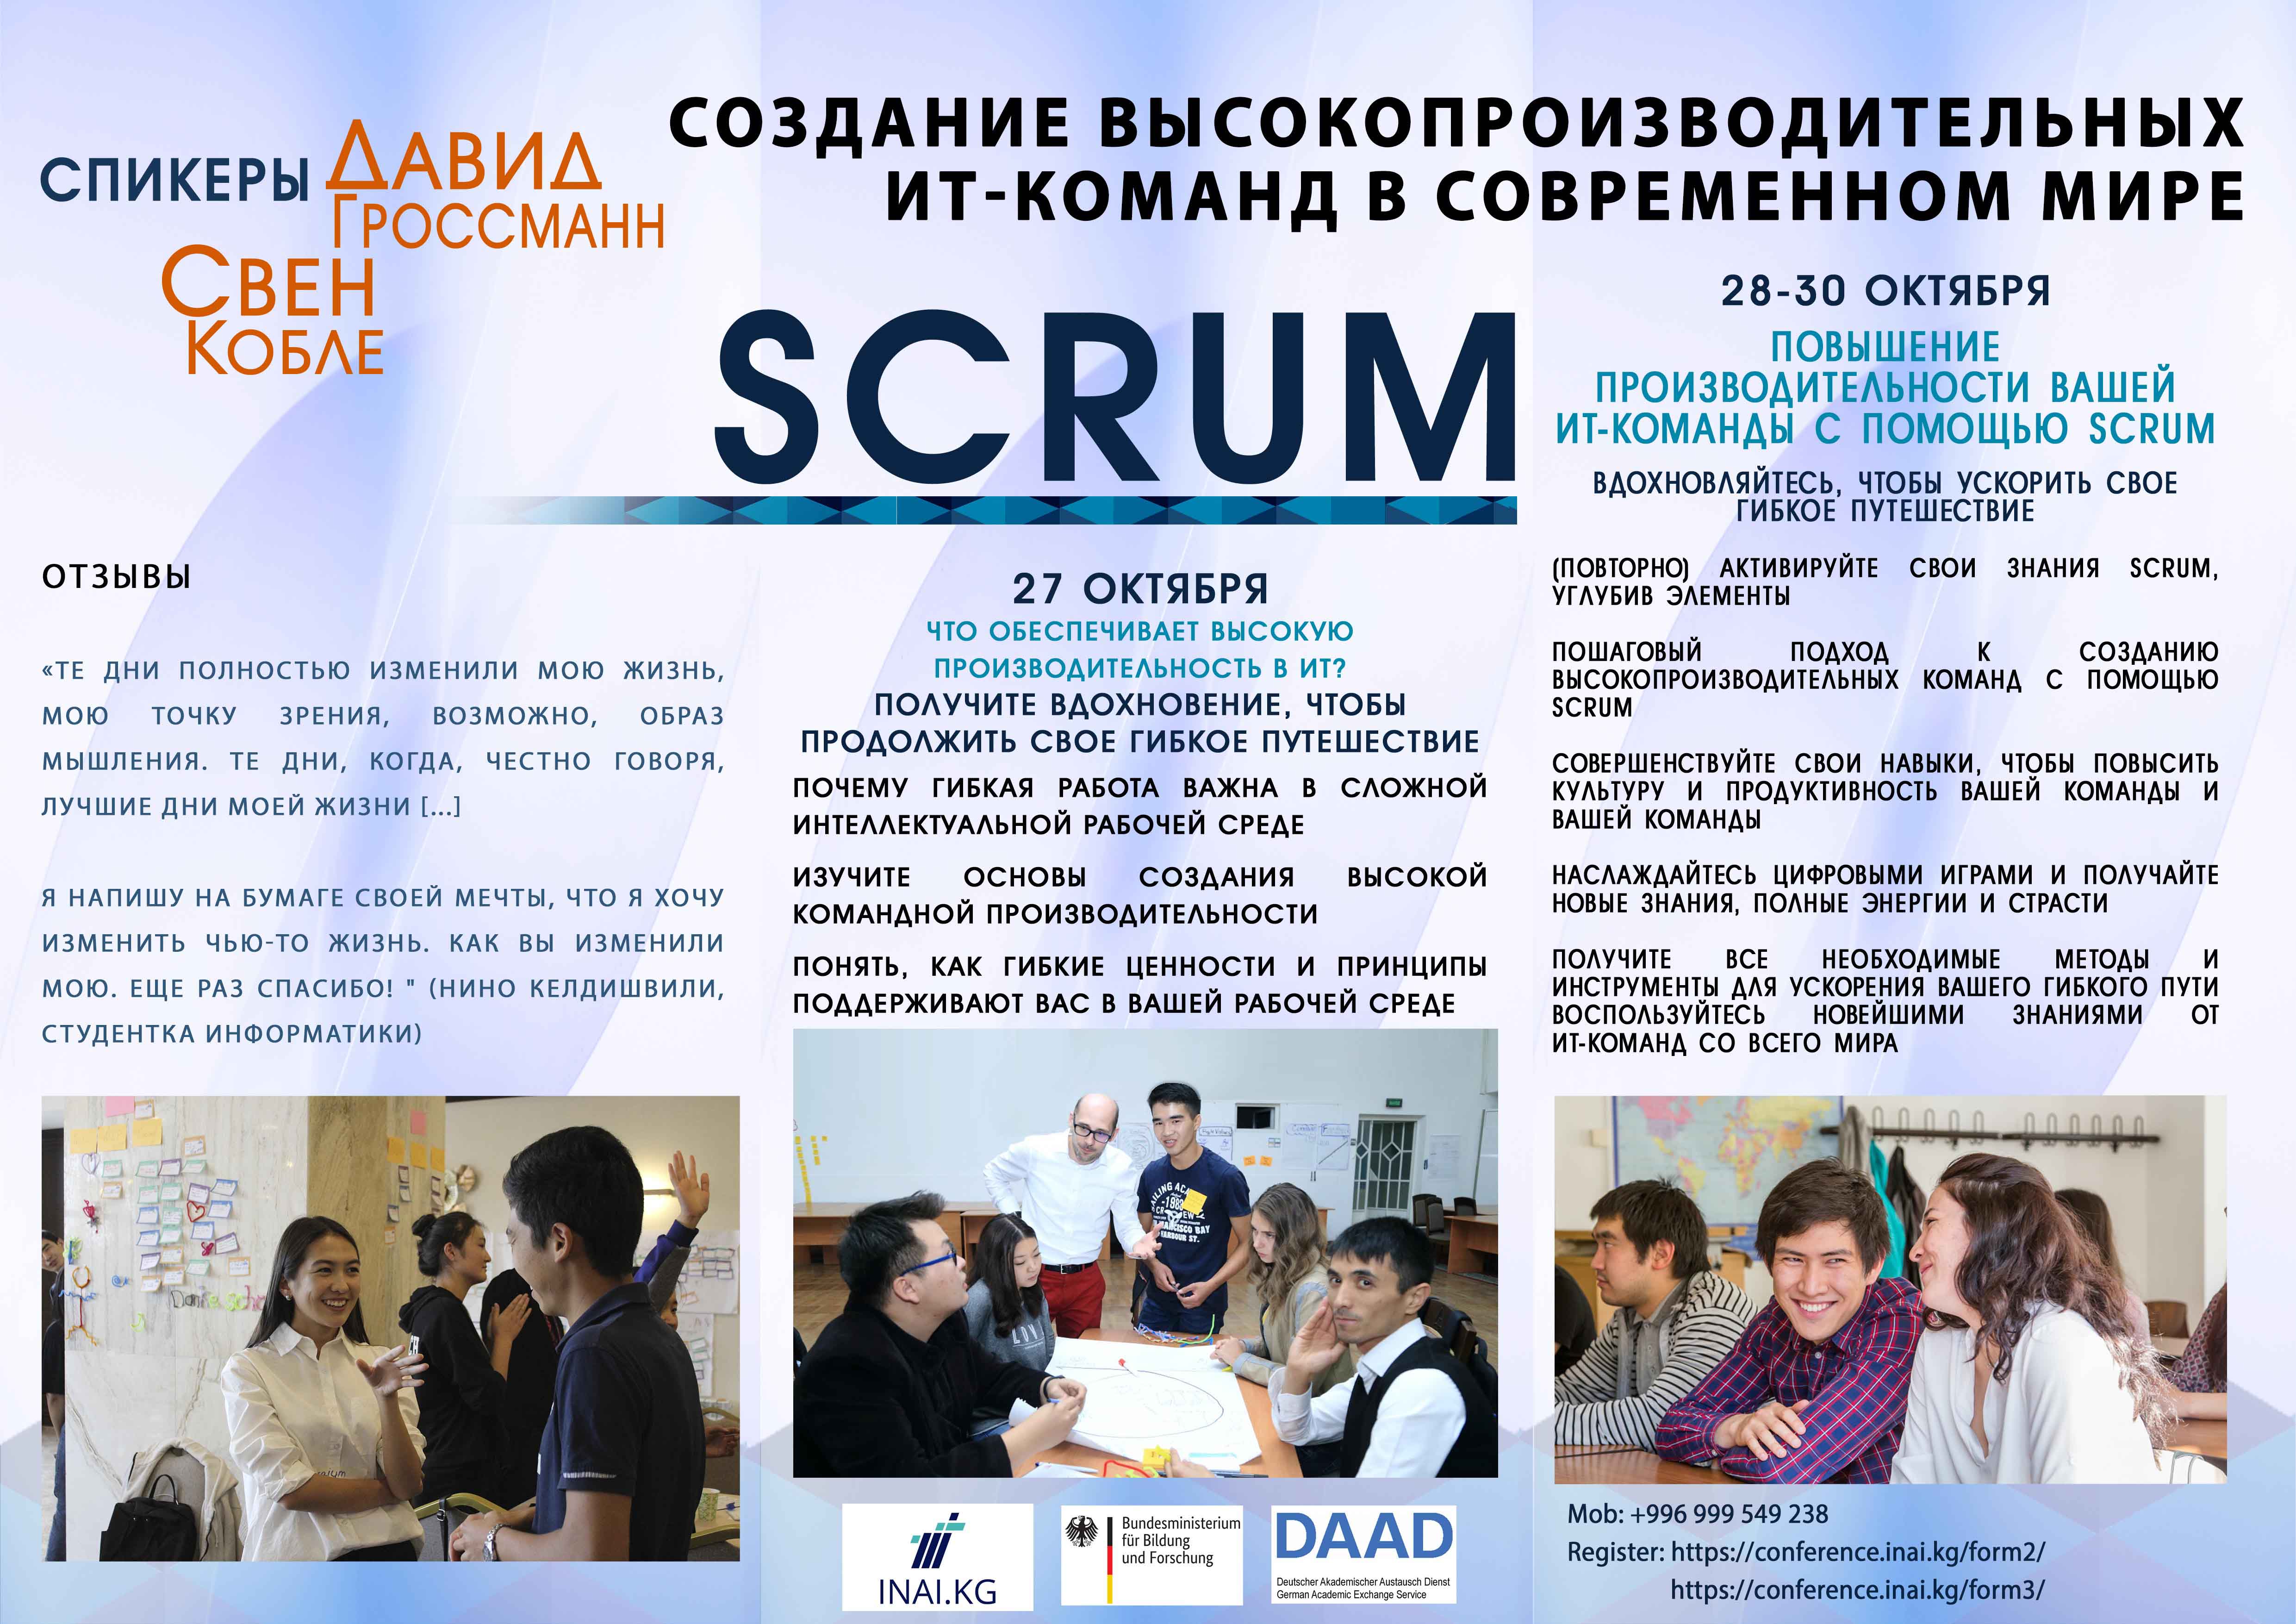 СОЗДАНИЕ ВЫСОКОПРОИЗВОДИТЕЛЬНЫХ
ИТ-КОМАНД В СОВРЕМЕННОМ МИРЕ
СПИКЕРЫ
ДАВИД
ГРОССМАНН
СВЕН
КОБЛЕ
SCRUM
ОТЗЫВЫ
«ТЕ ДНИ ПОЛНОСТЬЮ ИЗМЕНИЛИ МОЮ ЖИЗНЬ,
МОЮ ТОЧКУ ЗРЕНИЯ, ВОЗМОЖНО, ОБРАЗ
МЫШЛЕНИЯ. ТЕ ДНИ, КОГДА, ЧЕСТНО ГОВОРЯ,
ЛУЧШИЕ ДНИ МОЕЙ ЖИЗНИ [...]
Я НАПИШУ НА БУМАГЕ СВОЕЙ МЕЧТЫ, ЧТО Я ХОЧУ
ИЗМЕНИТЬ ЧЬЮ-ТО ЖИЗНЬ. КАК ВЫ ИЗМЕНИЛИ
МОЮ. ЕЩЕ РАЗ СПАСИБО! " (НИНО КЕЛДИШВИЛИ,
СТУДЕНТКА ИНФОРМАТИКИ)
27 ОКТЯБРЯ
ЧТО ОБЕСПЕЧИВАЕТ ВЫСОКУЮ
ПРОИЗВОДИТЕЛЬНОСТЬ В ИТ?
ПОЛУЧИТЕ ВДОХНОВЕНИЕ, ЧТОБЫ
ПРОДОЛЖИТЬ СВОЕ ГИБКОЕ ПУТЕШЕСТВИЕ
ПОЧЕМУ ГИБКАЯ РАБОТА ВАЖНА В СЛОЖНОЙ
ИНТЕЛЛЕКТУАЛЬНОЙ РАБОЧЕЙ СРЕДЕ
ИЗУЧИТЕ ОСНОВЫ СОЗДАНИЯ ВЫСОКОЙ
КОМАНДНОЙ ПРОИЗВОДИТЕЛЬНОСТИ
ПОНЯТЬ, КАК ГИБКИЕ ЦЕННОСТИ И ПРИНЦИПЫ
ПОДДЕРЖИВАЮТ ВАС В ВАШЕЙ РАБОЧЕЙ СРЕДЕ
28-30 ОКТЯБРЯ
ПОВЫШЕНИЕ
ПРОИЗВОДИТЕЛЬНОСТИ ВАШЕЙ
ИТ-КОМАНДЫ С ПОМОЩЬЮ SCRUM
ВДОХНОВЛЯЙТЕСЬ, ЧТОБЫ УСКОРИТЬ СВОЕ
ГИБКОЕ ПУТЕШЕСТВИЕ
(ПОВТОРНО) АКТИВИРУЙТЕ СВОИ ЗНАНИЯ SCRUM,
УГЛУБИВ ЭЛЕМЕНТЫ
ПОШАГОВЫЙ ПОДХОД К СОЗДАНИЮ
ВЫСОКОПРОИЗВОДИТЕЛЬНЫХ КОМАНД С ПОМОЩЬЮ
SCRUM
СОВЕРШЕНСТВУЙТЕ СВОИ НАВЫКИ, ЧТОБЫ ПОВЫСИТЬ
КУЛЬТУРУ И ПРОДУКТИВНОСТЬ ВАШЕЙ КОМАНДЫ И
ВАШЕЙ КОМАНДЫ
НАСЛАЖДАЙТЕСЬ ЦИФРОВЫМИ ИГРАМИ И ПОЛУЧАЙТЕ
НОВЫЕ ЗНАНИЯ, ПОЛНЫЕ ЭНЕРГИИ И СТРАСТИ
ПОЛУЧИТЕ ВСЕ НЕОБХОДИМЫЕ МЕТОДЫ И
ИНСТРУМЕНТЫ ДЛЯ УСКОРЕНИЯ ВАШЕГО ГИБКОГО ПУТИ
ВОСПОЛЬЗУЙТЕСЬ НОВЕЙШИМИ ЗНАНИЯМИ ОТ
ИТ-КОМАНД СО ВСЕГО МИРА
INAI.KG
Bundesministerium
für Bildung
und Forschung
DAAD
Deutscher Akademischer Austausch Dienst
German Academic Exchange Service
Mob: +996 999 549 238
Register: https://conference.inai.kg/form2/
https://conference.inai.kg/form3/